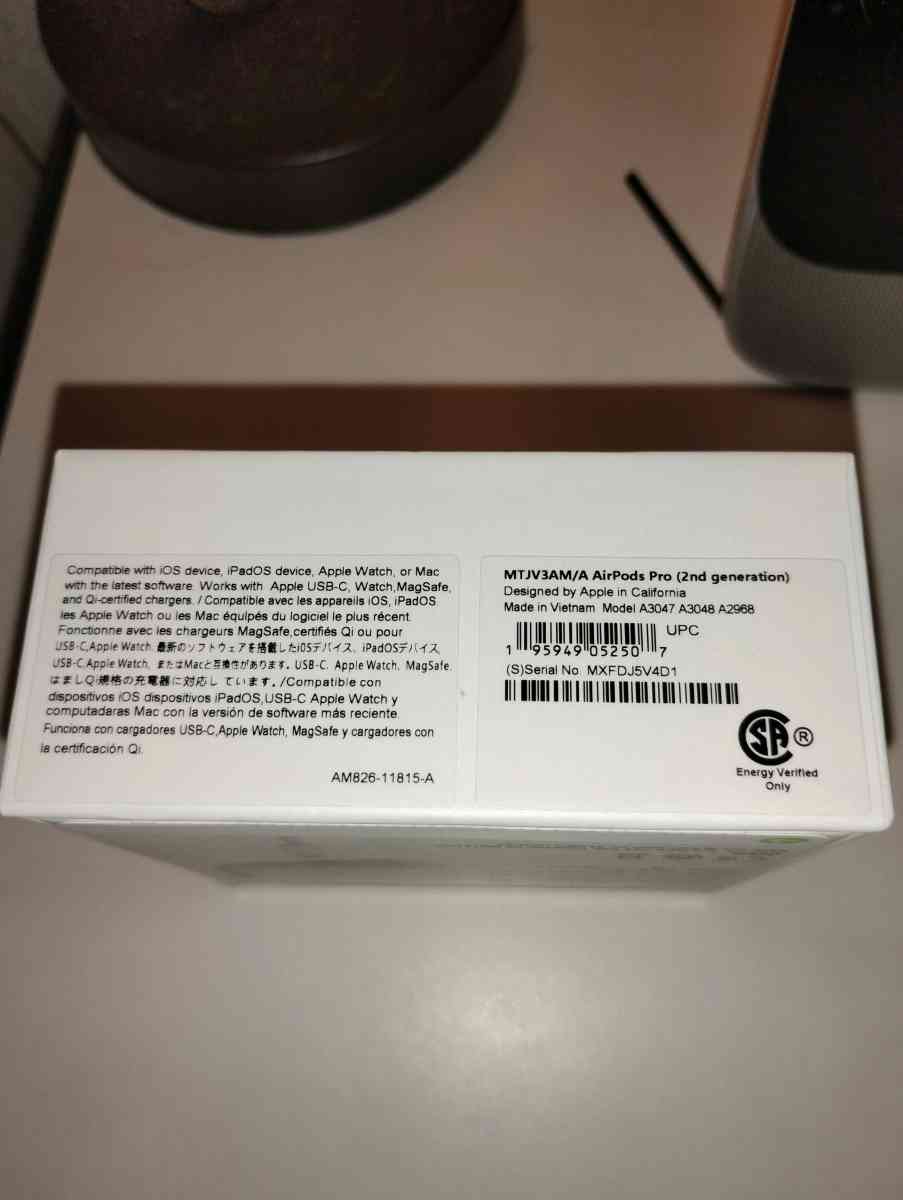 Compatible with iOS device, iPadOS device, Apple Watch, or Mac
with the latest software. Works with Apple USB-C, Watch,MagSafe,
and Qi-certified chargers. / Compatible avec les appareils iOS, iPadOS
les Apple Watch ou les Mac équipés du logiciel le plus récent.
Fonctionne avec les chargeurs MagSafe,certifiés Qi ou pour
USB-C,Apple Watch. 最新のソフトウェアを搭載したiOSデバイス、iPadOSデバイス,
USB-C,Apple Watch、またはMacと互換性があります。USB-C、Apple Watch、MagSafe.
はましQi規格の充電器に対応し ています。/Compatible con
dispositivos iOS dispositivos iPadOS,USB-C Apple Watch y
computadaras Mac con la versión de software más reciente.
Funciona con cargadores USB-C,Apple Watch, MagSafe y cargadores con
la certificación Qi.
AM826-11815-A
MTJV3AM/A AirPods Pro (2nd generation)
Designed by Apple in California
Made in Vietnam Model A3047 A3048 A2968
UPC
1 95949 05250 7
(S)Serial No. MXFDJ5V4D1
SA ®
Energy Verified
Only